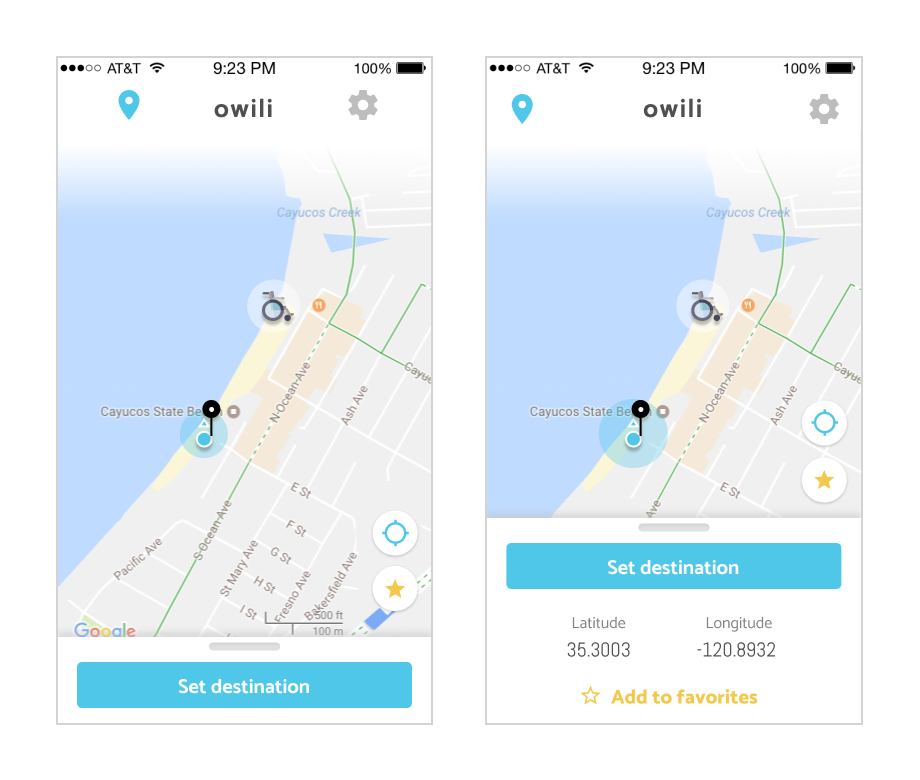 AT&T 9:23 PM 100%
owili
Cayucos Creek
N Ocean Ave
Ash Ave
Cayuc
Cayucos State Be
E St
S Ocean Ave
F St
Pacific Ave
G St
St Mary Ave
H St
Fresno Ave
Bakersfield Ave
I St
500 ft
100 m
Google
Set destination
AT&T 9:23 PM 100%
owili
Cayucos Creek
N Ocean Ave
Ash Ave
Cayuc
Cayucos State Be
E St
Ave
Set destination
Latitude Longitude
35.3003 -120.8932
Add to favorites